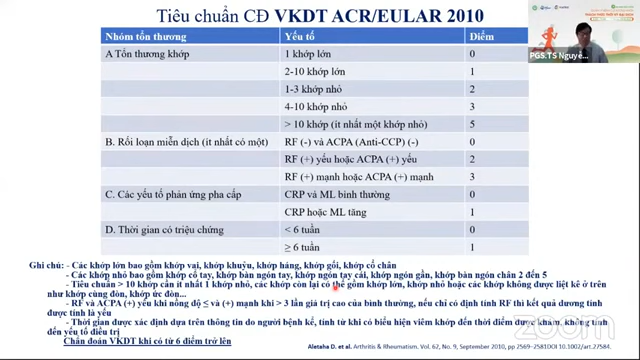 Tiêu chuẩn CĐ VKDT ACR/EULAR 2010
PGS.TS Nguyễ...
Nhóm tổn thương Yếu tố Điểm
A Tổn thương khớp 1 khớp lớn 0
2-10 khớp lớn 1
1-3 khớp nhỏ 2
4-10 khớp nhỏ 3
> 10 khớp (ít nhất một khớp nhỏ) 5
B. Rối loạn miễn dịch (ít nhất có một) RF (-) và ACPA (Anti-CCP) (-) 0
RF (+) yếu hoặc ACPA (+) yếu 2
RF (+) mạnh hoặc ACPA (+) mạnh 3
C. Các yếu tố phản ứng pha cấp CRP và ML bình thường 0
CRP hoặc ML tăng 1
D. Thời gian có triệu chứng < 6 tuần 0
≥ 6 tuần 1
Ghi chú: - Các khớp lớn bao gồm khớp vai, khớp khuỷu, khớp háng, khớp gối, khớp cổ chân
- Các khớp nhỏ bao gồm khớp cổ tay, khớp bàn ngón tay, khớp ngón tay cái, khớp ngón gần, khớp bàn ngón chân 2 đến 5
- Tiêu chuẩn > 10 khớp cần ít nhất 1 khớp nhỏ, các khớp còn lại có thể gồm khớp lớn, khớp nhỏ hoặc các khớp không được liệt kê ở trên
như khớp cùng đòn, khớp ức đòn...
- RF và ACPA (+) yếu khi nồng độ ≤ và (+) mạnh khi > 3 lần giá trị cao của bình thường, nếu chỉ có định tính RF thì kết quả dương tính
được tính là yếu
- Thời gian được xác định dựa trên thông tin do người bệnh kể, tính từ khi có biểu hiện viêm khớp đến thời điểm được khám, không tính
đến yếu tố điều trị
Chẩn đoán VKDT khi có từ 6 điểm trở lên
Aletaha D. et al. Arthritis & Rheumatism. Vol. 62, No. 9, September 2010, pp 2569–2581DOI 10.1002/art.27584.
zoom